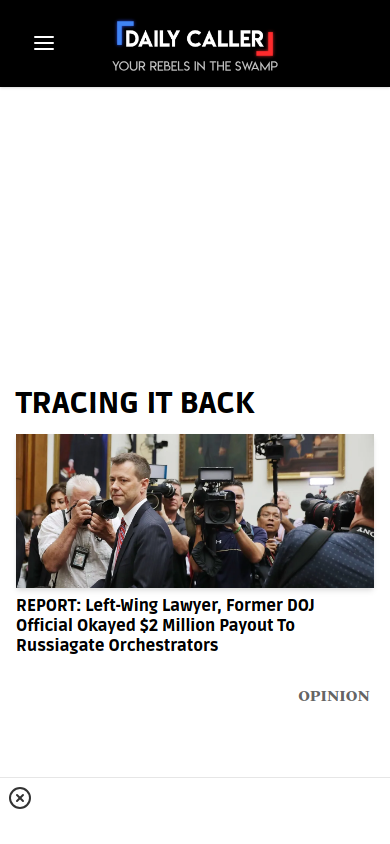 DAILY CALLER
YOUR REBELS IN THE SWAMP
TRACING IT BACK
REPORT: Left-Wing Lawyer, Former DOJ
Official Okayed $2 Million Payout To
Russiagate Orchestrators
OPINION